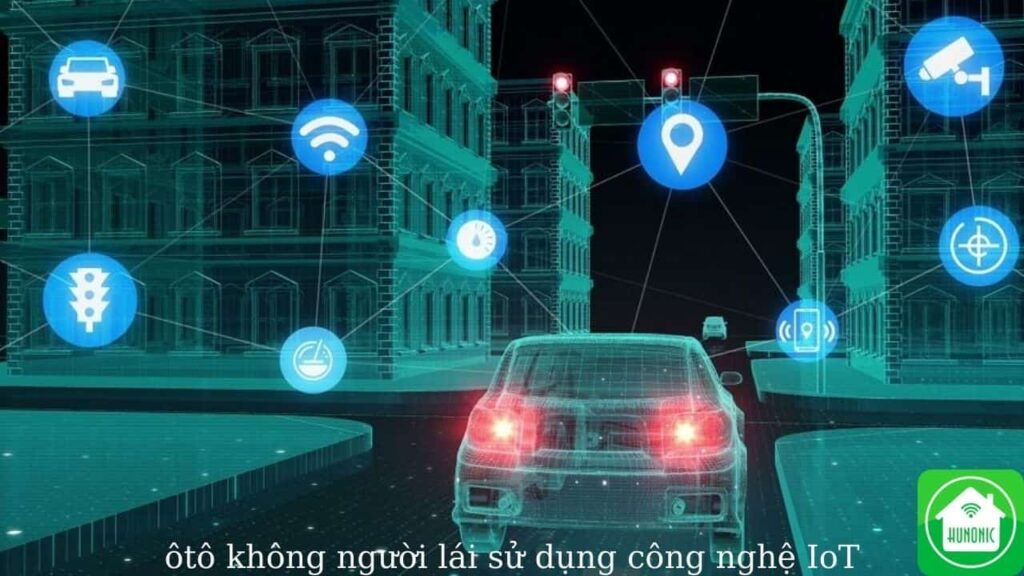 HUNONIC
ôtô không người lái sử dụng công nghệ IoT